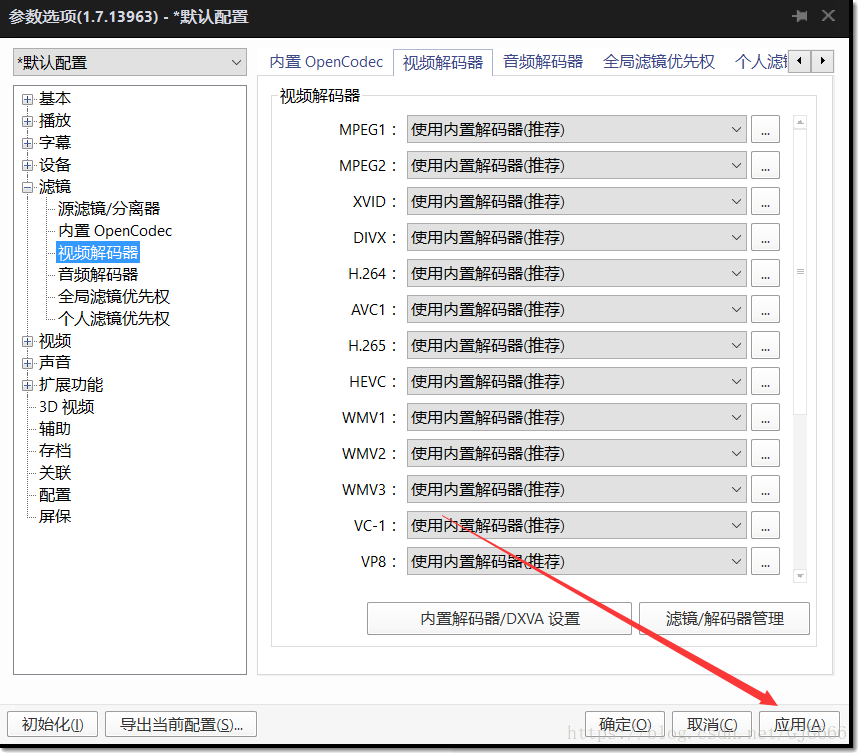 参数选项(1.7.13963) - *默认配置
*默认配置
基本
播放
字幕
设备
滤镜
源滤镜/分离器
内置 OpenCodec
视频解码器
音频解码器
全局滤镜优先权
个人滤镜优先权
视频
声音
扩展功能
3D 视频
辅助
存档
关联
配置
屏保
内置 OpenCodec 视频解码器 音频解码器 全局滤镜优先权 个人滤
视频解码器
MPEG1： 使用内置解码器(推荐) ...
MPEG2： 使用内置解码器(推荐) ...
XVID： 使用内置解码器(推荐) ...
DIVX： 使用内置解码器(推荐) ...
H.264： 使用内置解码器(推荐) ...
AVC1： 使用内置解码器(推荐) ...
H.265： 使用内置解码器(推荐) ...
HEVC： 使用内置解码器(推荐) ...
WMV1： 使用内置解码器(推荐) ...
WMV2： 使用内置解码器(推荐) ...
WMV3： 使用内置解码器(推荐) ...
VC-1： 使用内置解码器(推荐) ...
VP8： 使用内置解码器(推荐) ...
内置解码器/DXVA 设置 滤镜/解码器管理
初始化(I) 导出当前配置(S)... 确定(O) 取消(C) 应用(A)